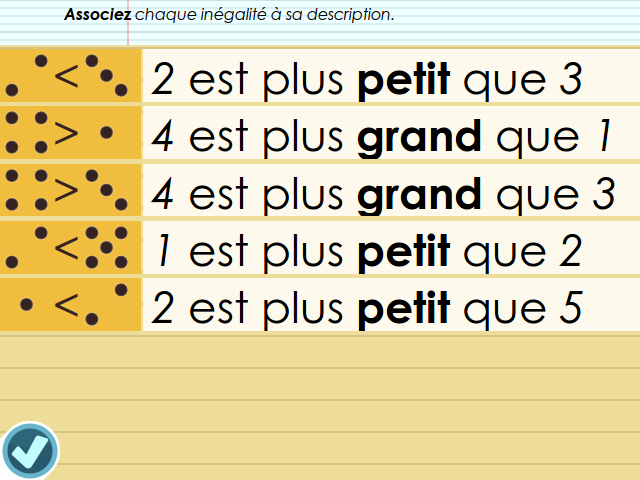 Associez chaque inégalité à sa description.
< 2 est plus petit que 3
> 4 est plus grand que 1
> 4 est plus grand que 3
< 1 est plus petit que 2
< 2 est plus petit que 5